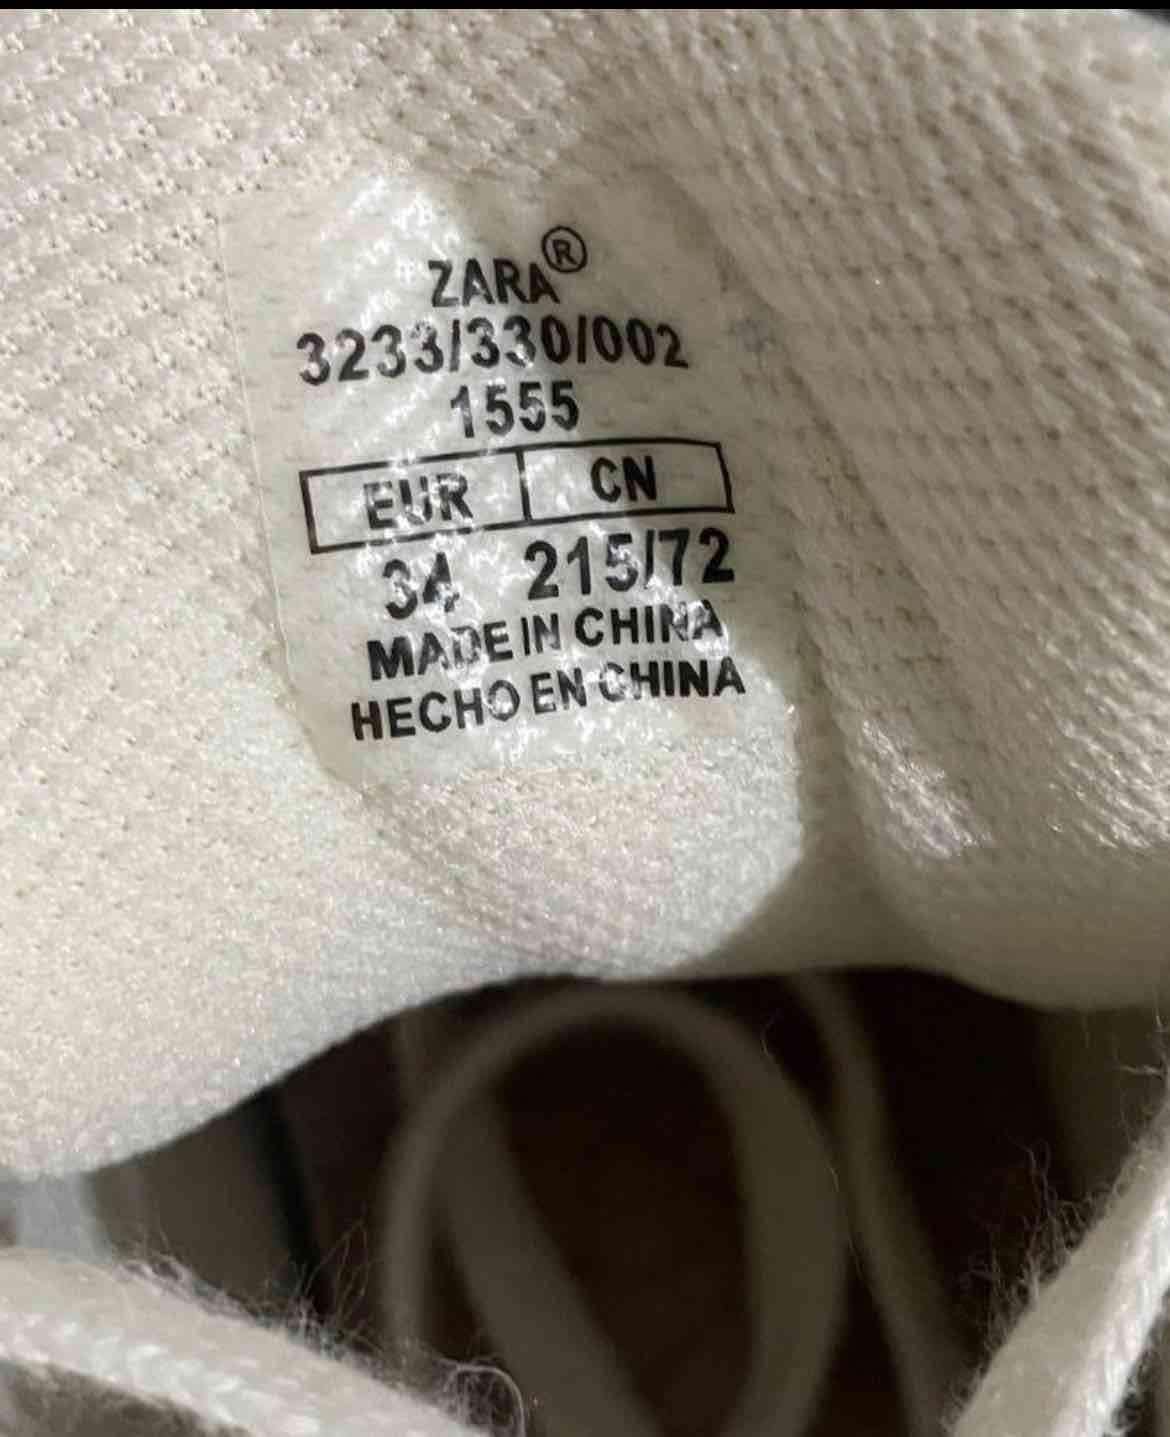 ZARA®
3233/330/002
1555
EUR CN
34 215/72
MADE IN CHINA
HECHO EN CHINA